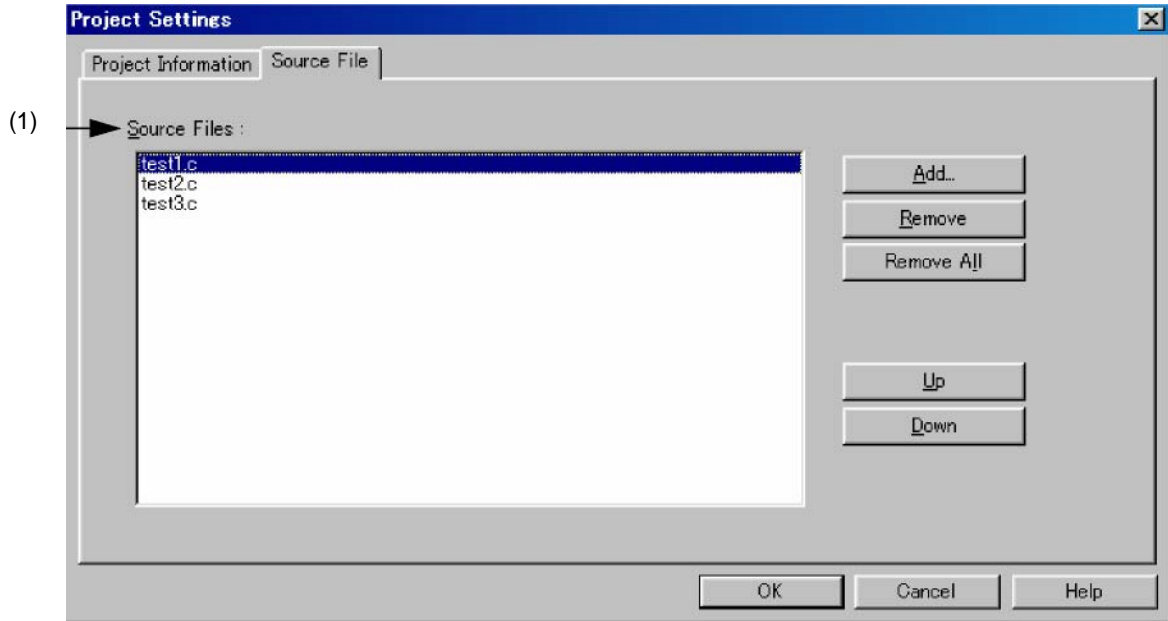 Project Settings
Project Information Source File
(1)
Source Files :
test1.c
test2.c
test3.c
Add...
Remove
Remove All
Up
Down
OK Cancel Help